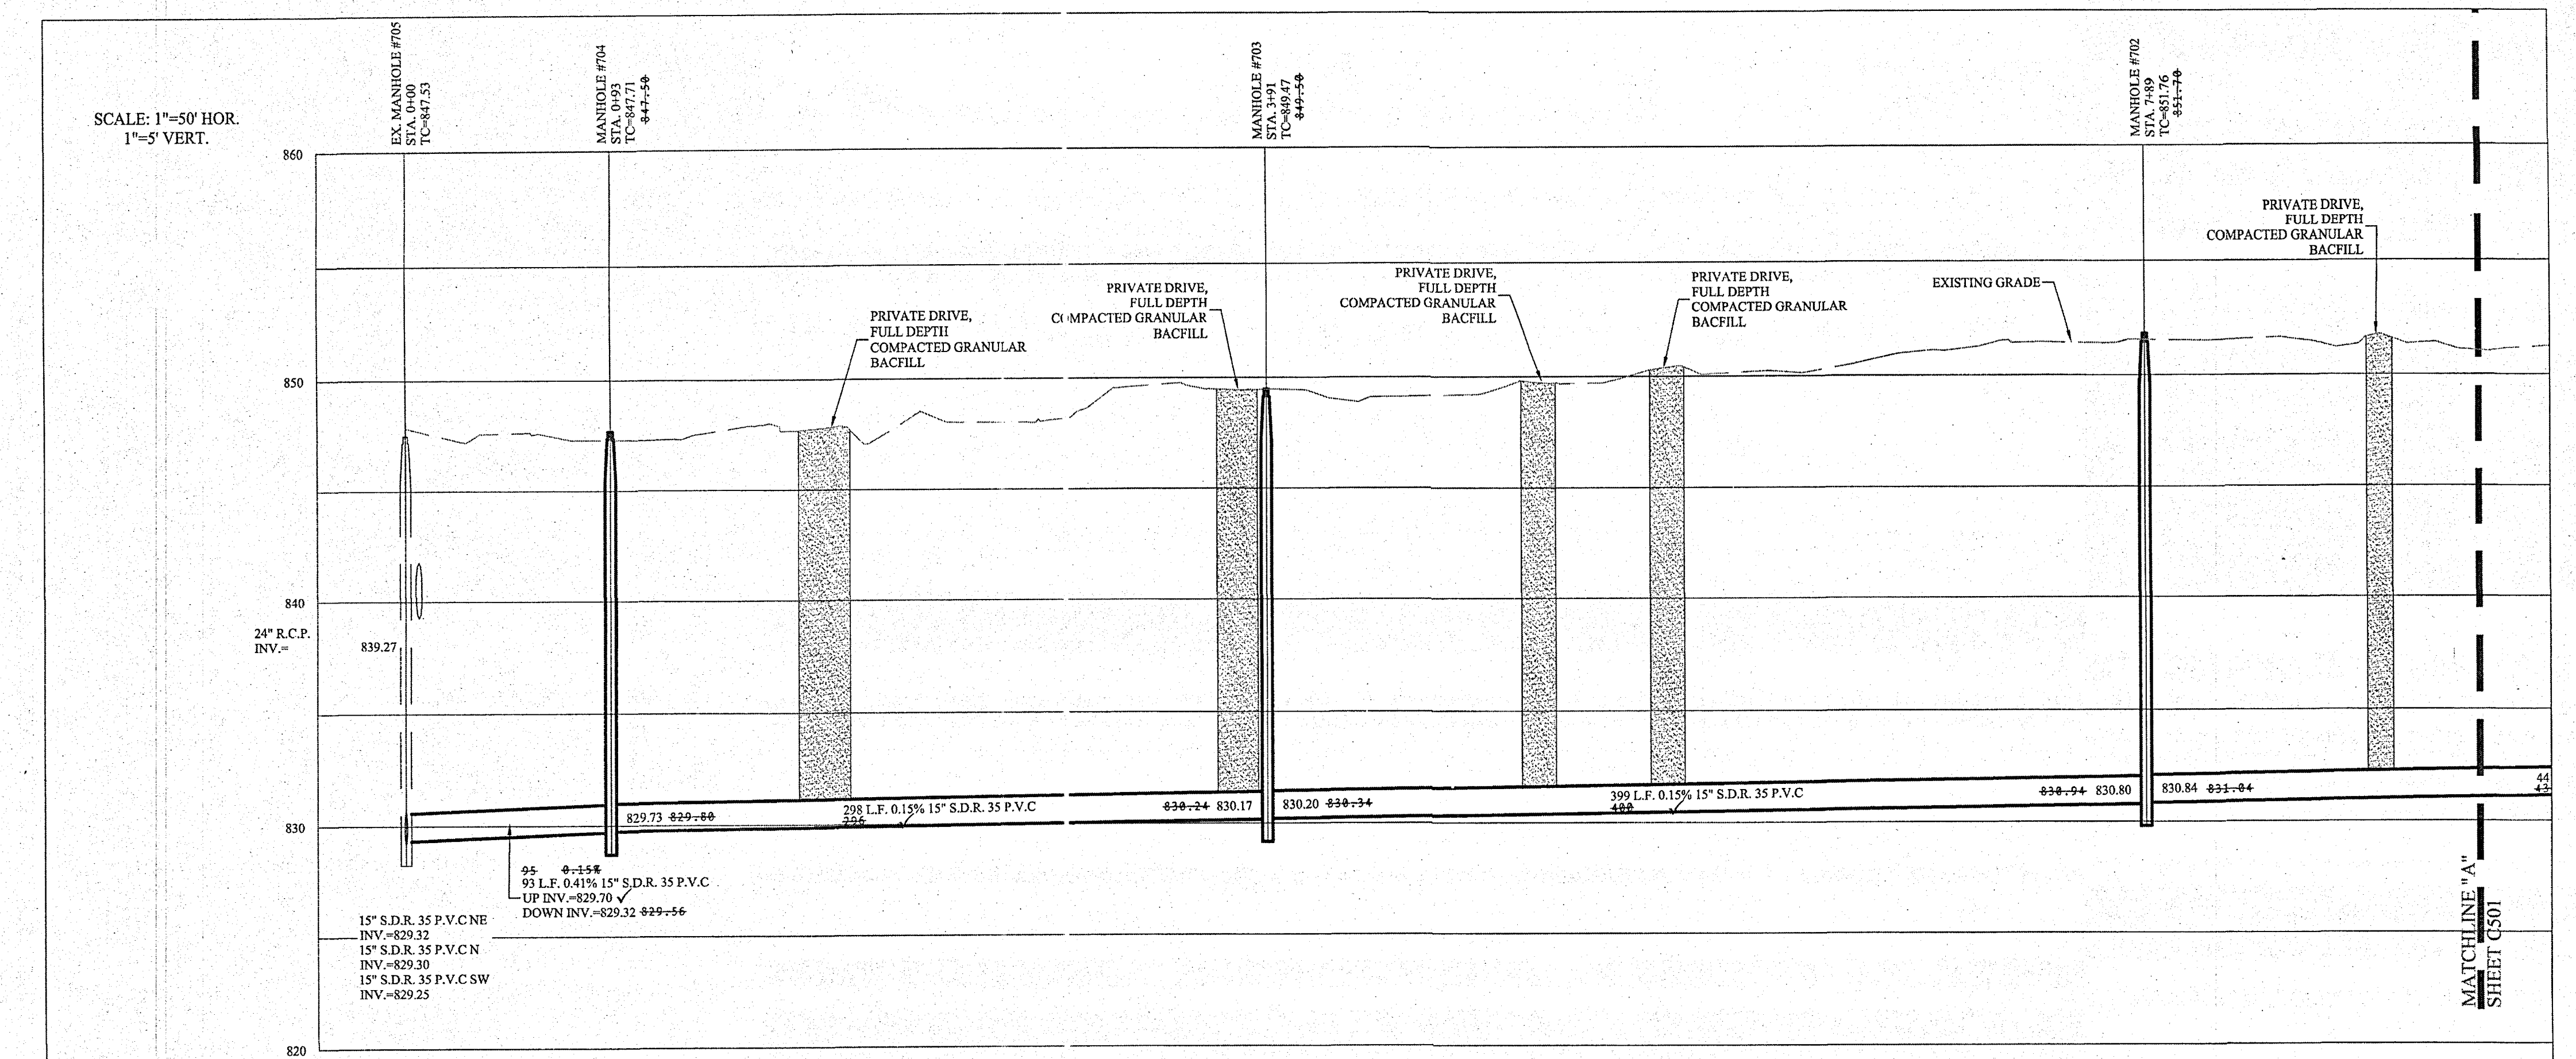 EX. MANHOLE #705
STA. 0+00
TC=847.53
MANHOLE #704
STA. 0+93
TC=847.71
847.50
MANHOLE #703
STA. 3+91
TC=849.47
849.50
MANHOLE #702
STA. 7+89
TC=851.76
851.70
SCALE: 1"=50' HOR.
1"=5' VERT.
860
PRIVATE DRIVE,
FULL DEPTH
COMPACTED GRANULAR
BACFILL
PRIVATE DRIVE,
FULL DEPTH
COMPACTED GRANULAR
BACFILL
PRIVATE DRIVE,
FULL DEPTH
COMPACTED GRANULAR
BACFILL
PRIVATE DRIVE,
FULL DEPTH
COMPACTED GRANULAR
BACFILL
EXISTING GRADE
PRIVATE DRIVE,
FULL DEPTH
COMPACTED GRANULAR
BACFILL
850
840
24" R.C.P.
INV.=
839.27
830
829.73 829.80
298 L.F. 0.15% 15" S.D.R. 35 P.V.C
296
830.24 830.17
830.20 830.34
399 L.F. 0.15% 15" S.D.R. 35 P.V.C
400
830.94 830.80
830.84 831.04
44
43
95 0.15%
93 L.F. 0.41% 15" S.D.R. 35 P.V.C
UP INV.=829.70 ✓
DOWN INV.=829.32 829.56
15" S.D.R. 35 P.V.C NE
INV.=829.32
15" S.D.R. 35 P.V.C N
INV.=829.30
15" S.D.R. 35 P.V.C SW
INV.=829.25
MATCHLINE "A"
SHEET C501
820